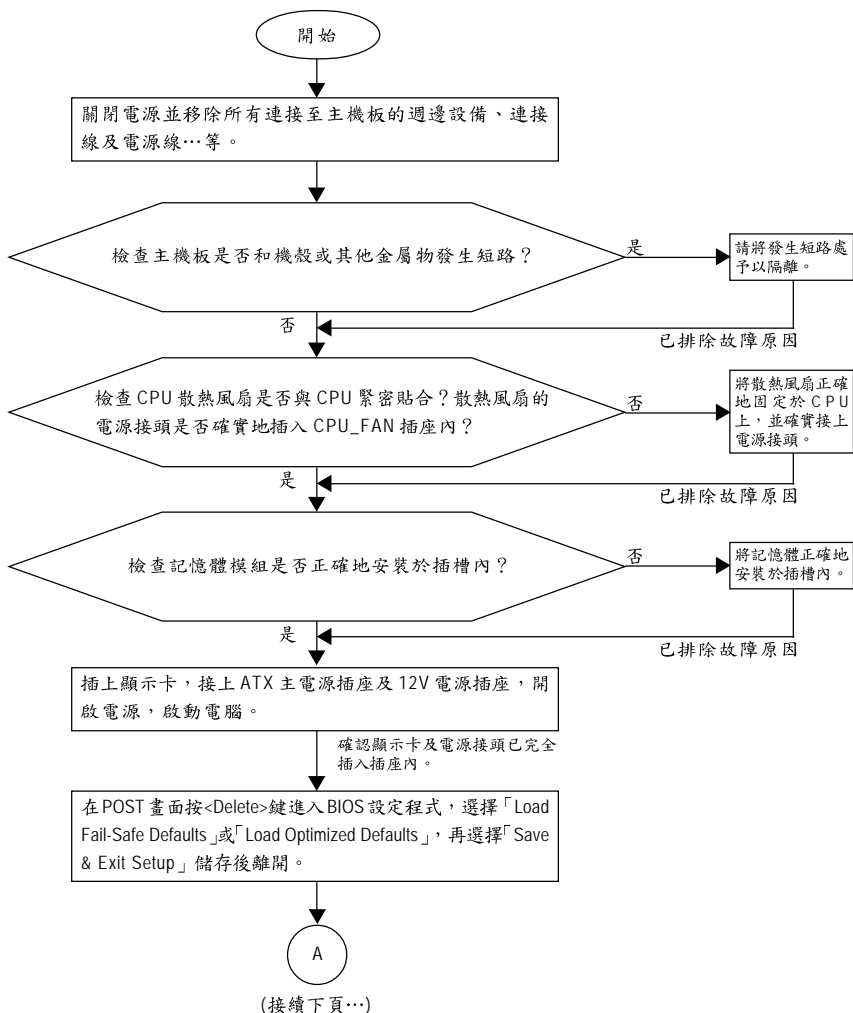 開始
關閉電源並移除所有連接至主機板的週邊設備、連接
線及電源線…等。
檢查主機板是否和機殼或其他金屬物發生短路？
是
請將發生短路處
予以隔離。
否
已排除故障原因
檢查 CPU 散熱風扇是否與 CPU 緊密貼合？散熱風扇的
電源接頭是否確實地插入 CPU_FAN 插座內？
否
將散熱風扇正確
地固定於 CPU
上，並確實接上
電源接頭。
是
已排除故障原因
檢查記憶體模組是否正確地安裝於插槽內？
否
將記憶體正確地
安裝於插槽內。
是
已排除故障原因
插上顯示卡，接上 ATX 主電源插座及 12V 電源插座，開
啟電源，啟動電腦。
確認顯示卡及電源接頭已完全
插入插座內。
在 POST 畫面按<Delete>鍵進入 BIOS 設定程式，選擇「Load
Fail-Safe Defaults」或「Load Optimized Defaults」，再選擇「Save
& Exit Setup」儲存後離開。
A
(接續下頁…)